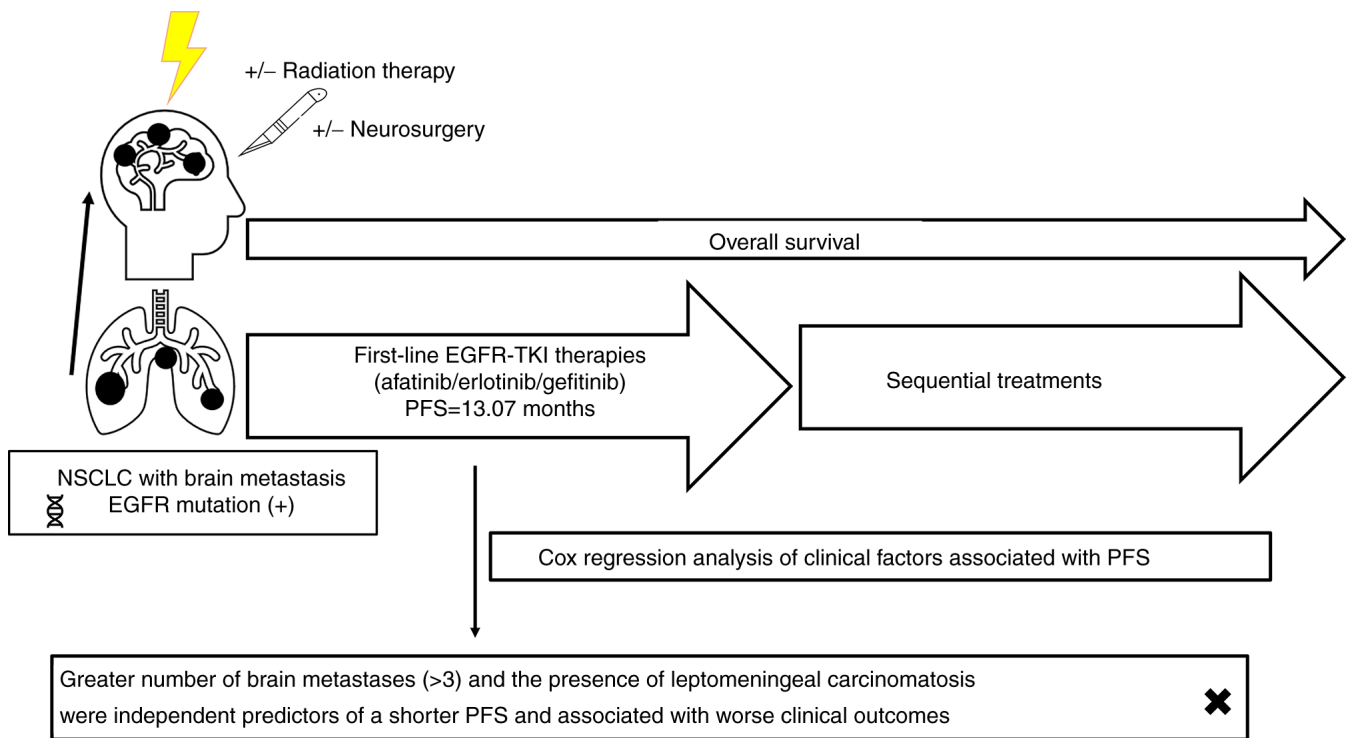 +/− Radiation therapy
+/− Neurosurgery
Overall survival
First-line EGFR-TKI therapies
(afatinib/erlotinib/gefitinib)
PFS=13.07 months
Sequential treatments
NSCLC with brain metastasis
EGFR mutation (+)
Cox regression analysis of clinical factors associated with PFS
Greater number of brain metastases (>3) and the presence of leptomeningeal carcinomatosis
were independent predictors of a shorter PFS and associated with worse clinical outcomes